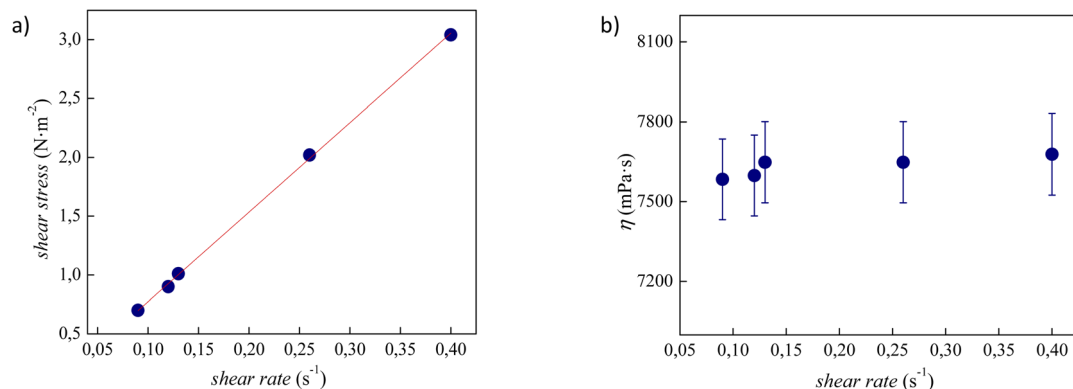 a)
3,0
2,5
2,0
1,5
1,0
0,5
shear stress (N·m⁻²)
0,05 0,10 0,15 0,20 0,25 0,30 0,35 0,40
shear rate (s⁻¹)
b)
8100
7800
7500
7200
η (mPa·s)
0,05 0,10 0,15 0,20 0,25 0,30 0,35 0,40
shear rate (s⁻¹)